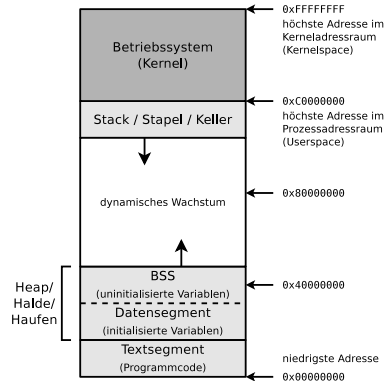 0xFFFFFFFF
höchste Adresse im
Kerneladressraum
(Kernelspace)
Betriebssystem
(Kernel)
0xC0000000
höchste Adresse im
Prozessadressraum
(Userspace)
Stack / Stapel / Keller
dynamisches Wachstum
0x80000000
Heap/
Halde/
Haufen
BSS
(uninitialisierte Variablen)
0x40000000
Datensegment
(initialisierte Variablen)
Textsegment
(Programmcode)
niedrigste Adresse
0x00000000